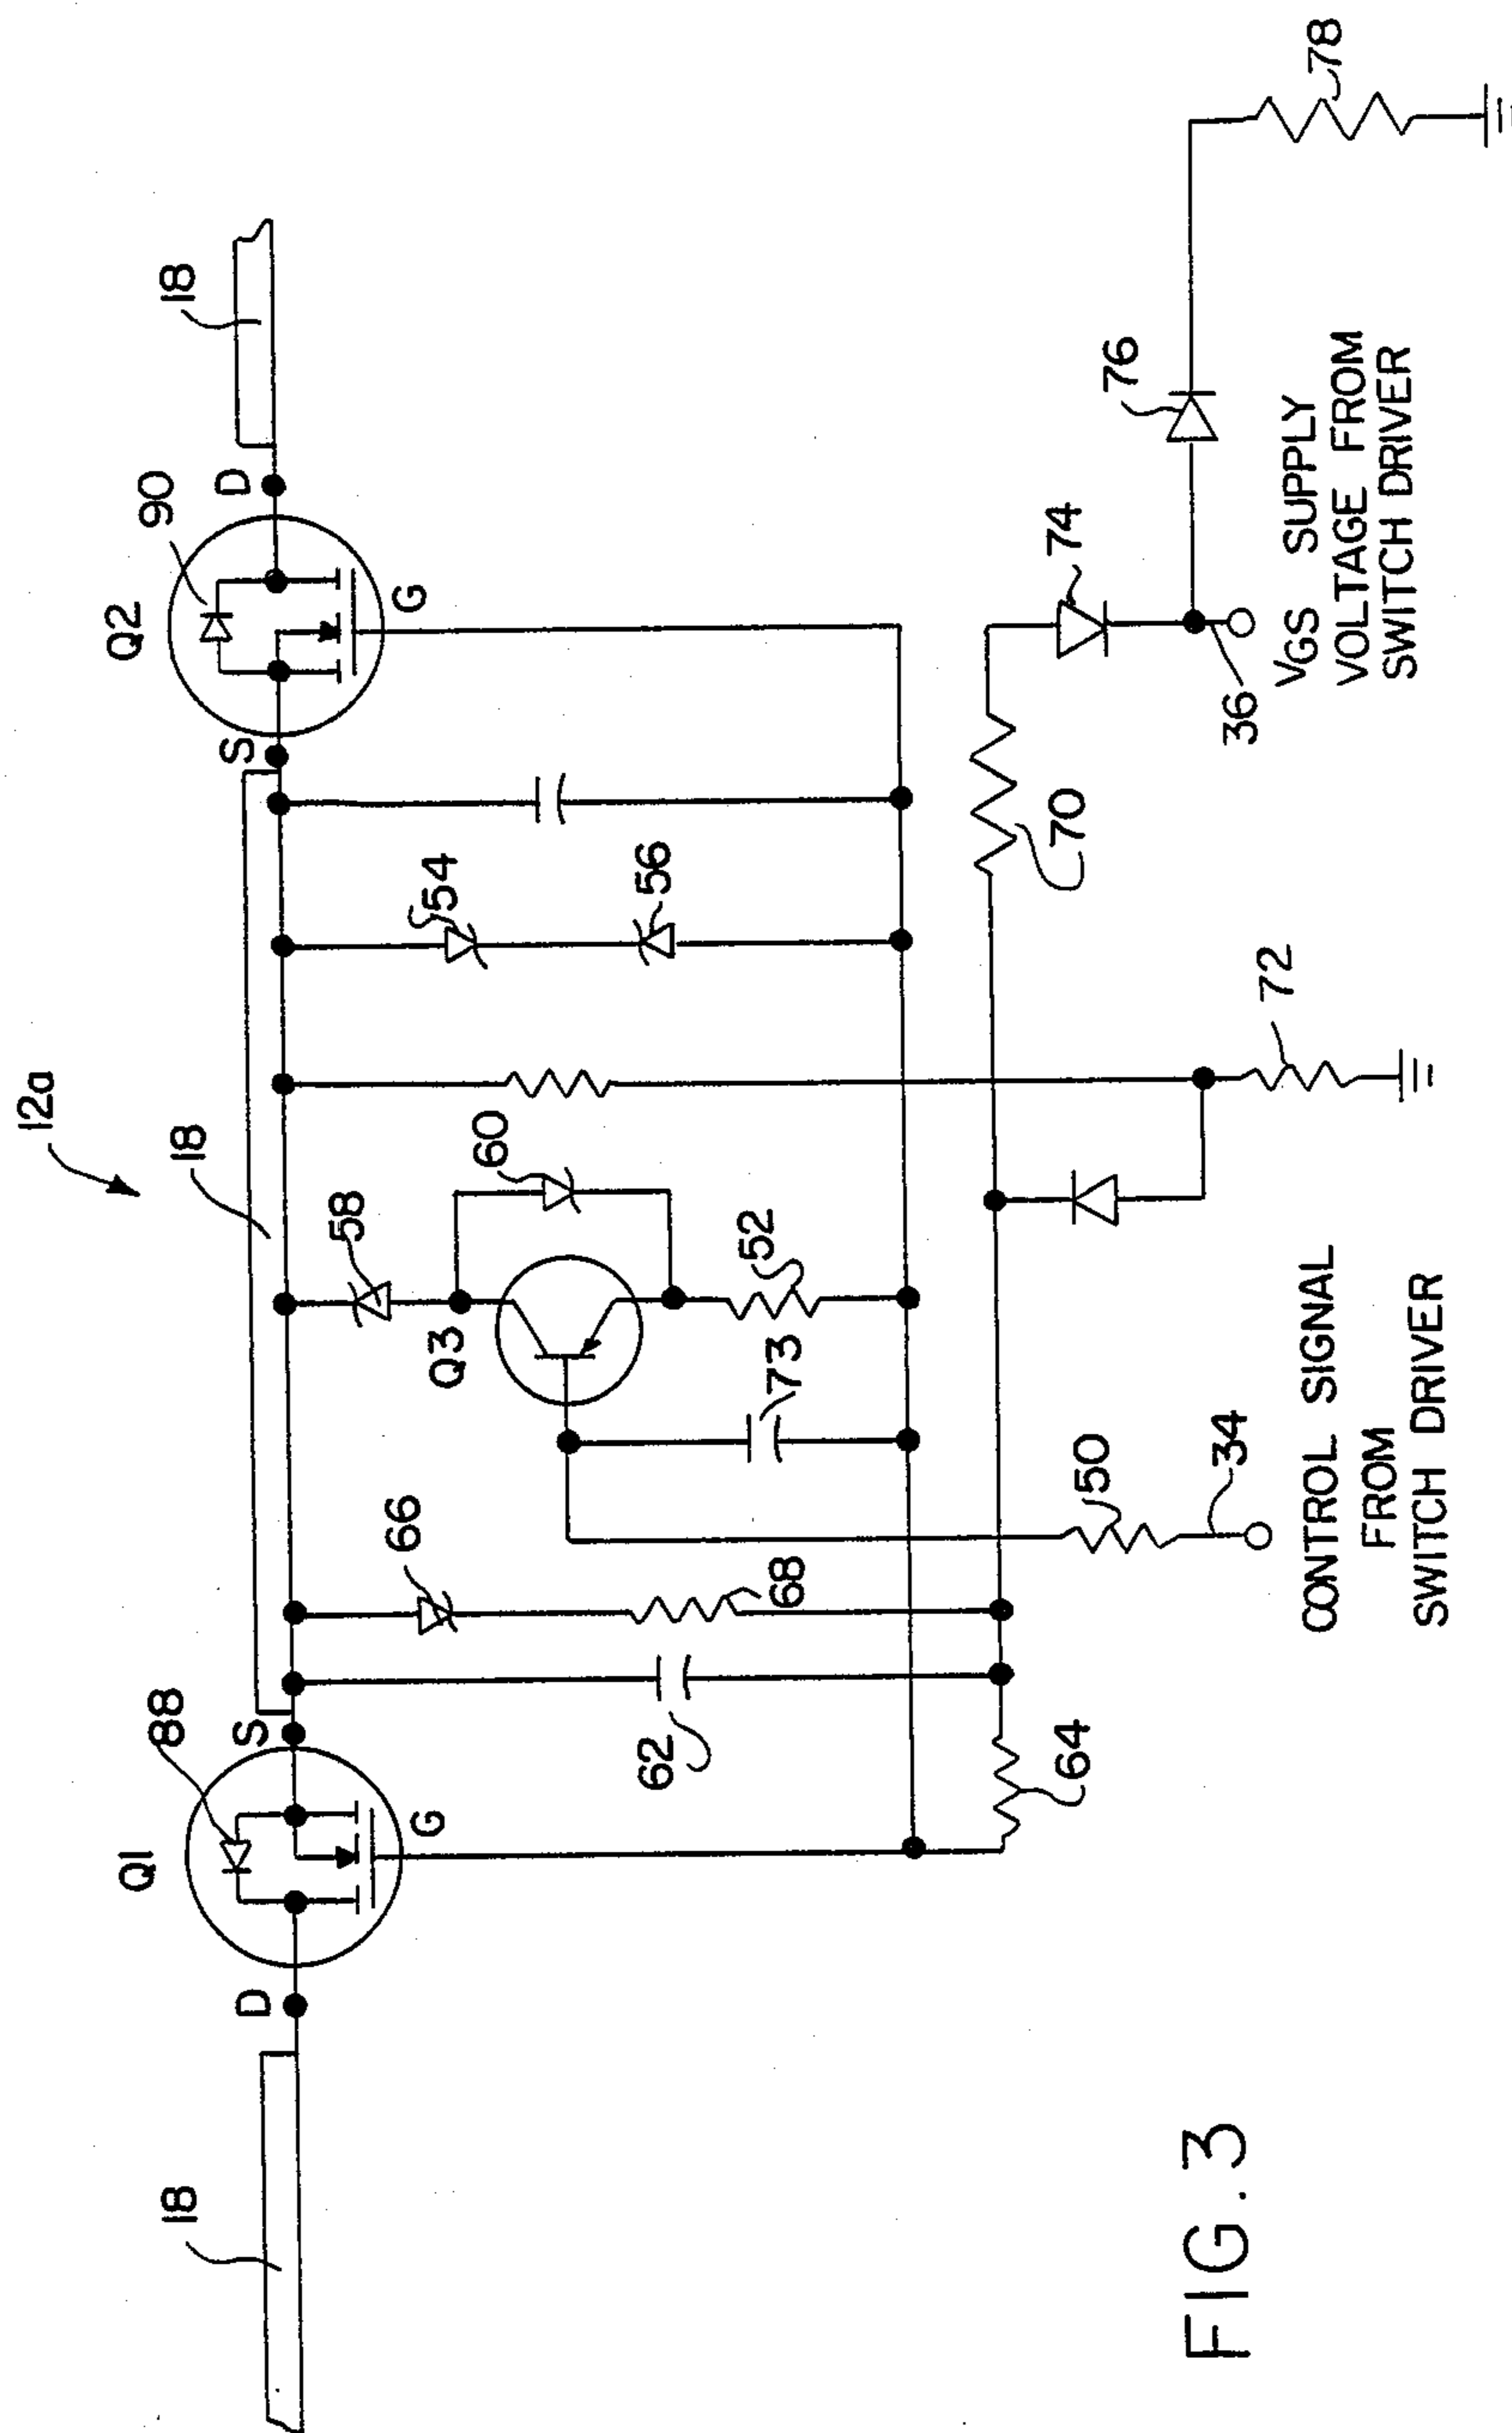 12a
18
18
18
Q1
88
D
S
G
Q2
90
S
D
G
66
68
62
64
58
60
Q3
52
73
50
34
CONTROL SIGNAL
FROM
SWITCH DRIVER
54
56
72
70
74
76
78
36
VGS SUPPLY
VOLTAGE FROM
SWITCH DRIVER
FIG. 3